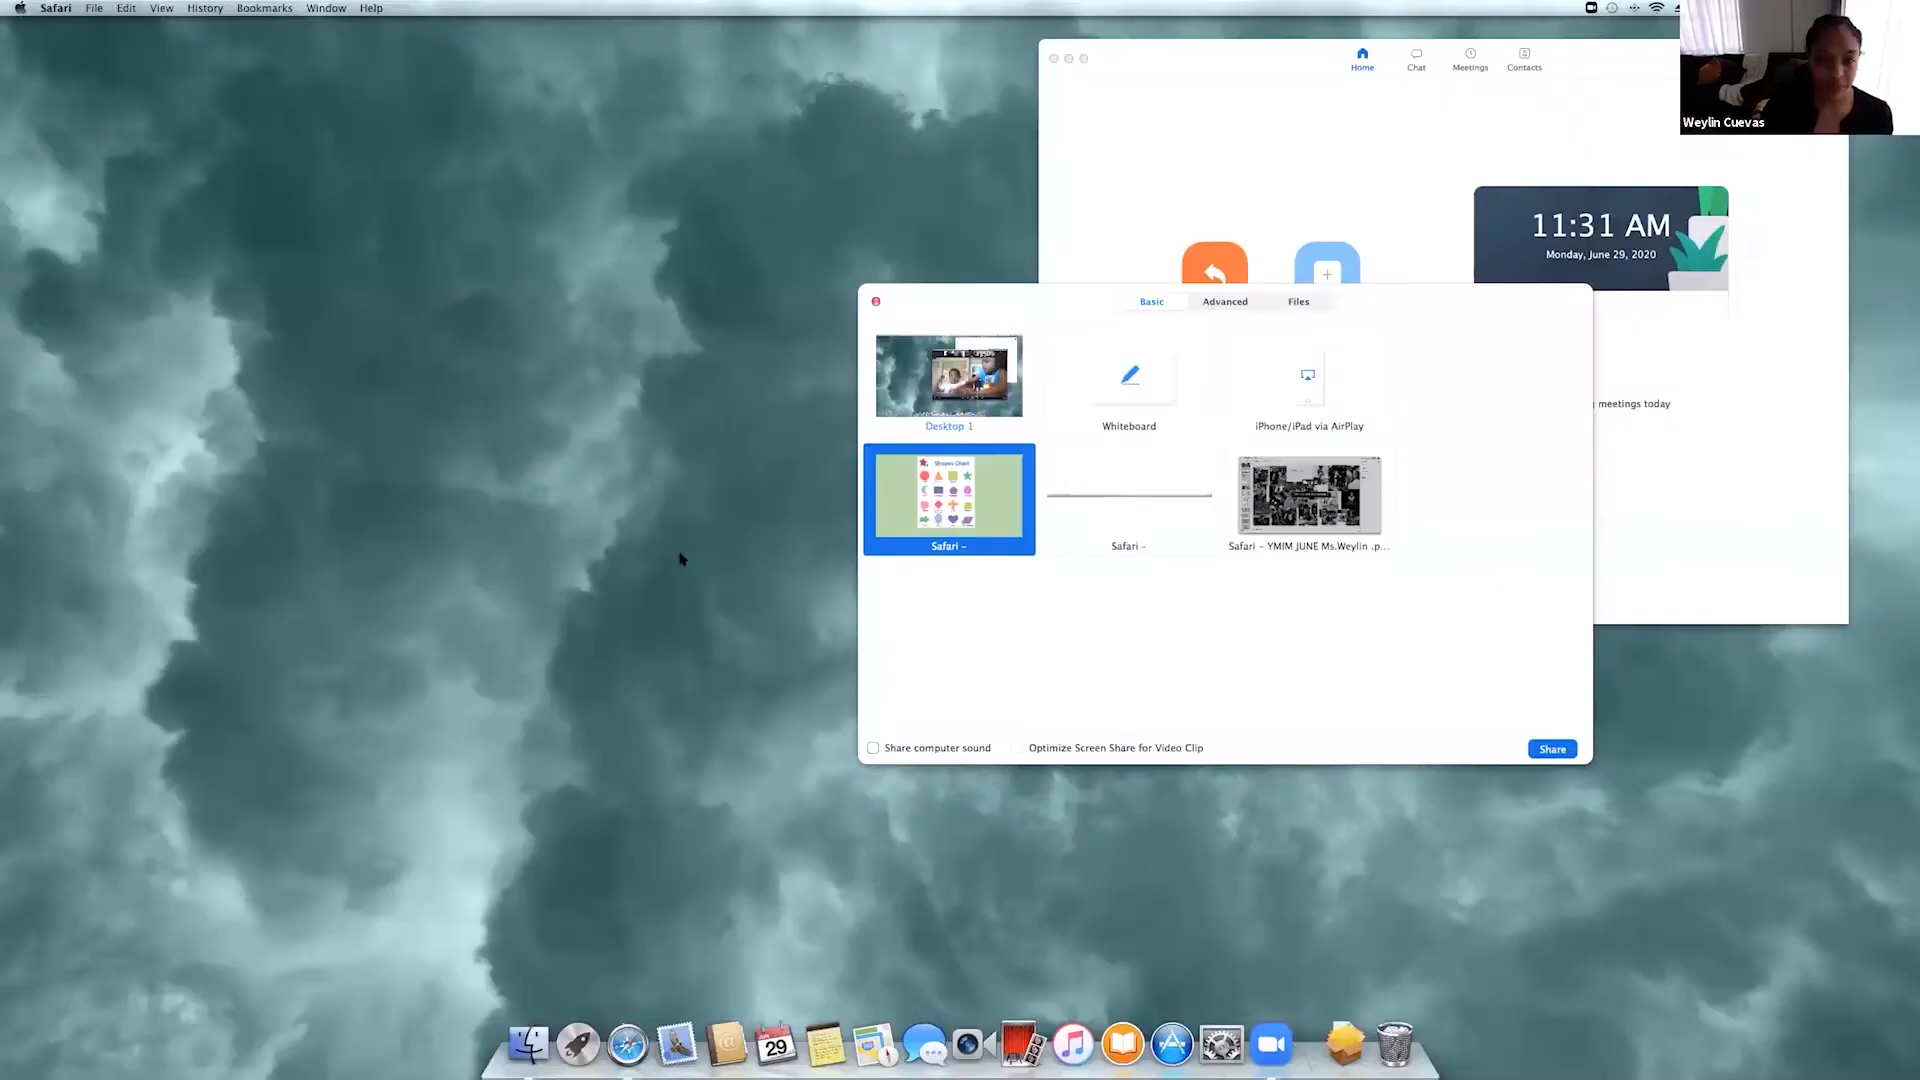 Safari File Edit View History Bookmarks Window Help
Home Chat Meetings Contacts
Weylin Cuevas
11:31 AM
Monday, June 29, 2020
meetings today
Basic Advanced Files
Desktop 1 Whiteboard iPhone/iPad via AirPlay
Shapes Chart
Safari – Safari – Safari – YMIM JUNE Ms.Weylin .p...
Share computer sound Optimize Screen Share for Video Clip Share
29